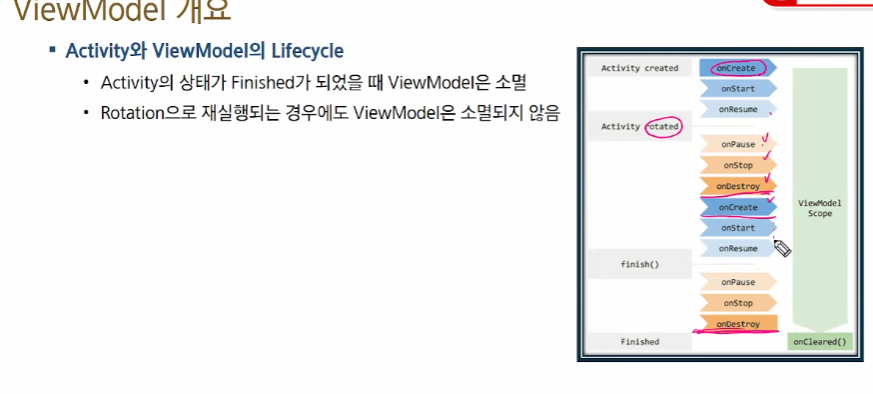 ViewModel 개요
▪ Activity와 ViewModel의 Lifecycle
• Activity의 상태가 Finished가 되었을 때 ViewModel은 소멸
• Rotation으로 재실행되는 경우에도 ViewModel은 소멸되지 않음
Activity created
onCreate
onStart
onResume
Activity rotated
onPause
onStop
onDestroy
onCreate
onStart
onResume
finish()
onPause
onStop
onDestroy
Finished
ViewModel
Scope
onCleared()